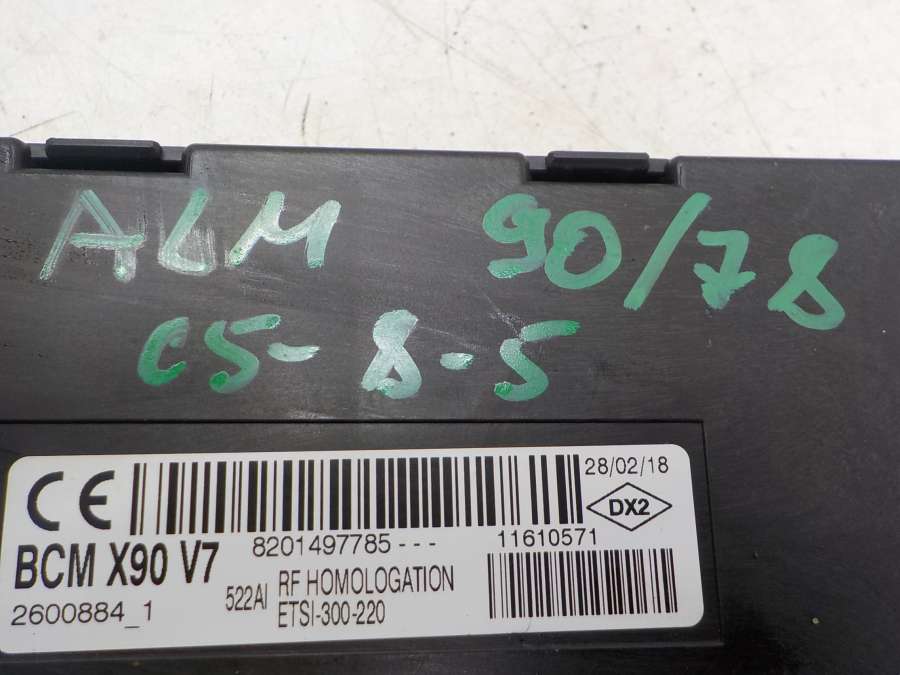 ALM 90/78
C5-8-5
CE 28/02/18
DX2
8201497785--- 11610571
BCM X90 V7
522AI RF HOMOLOGATION
2600884_1 ETSI-300-220